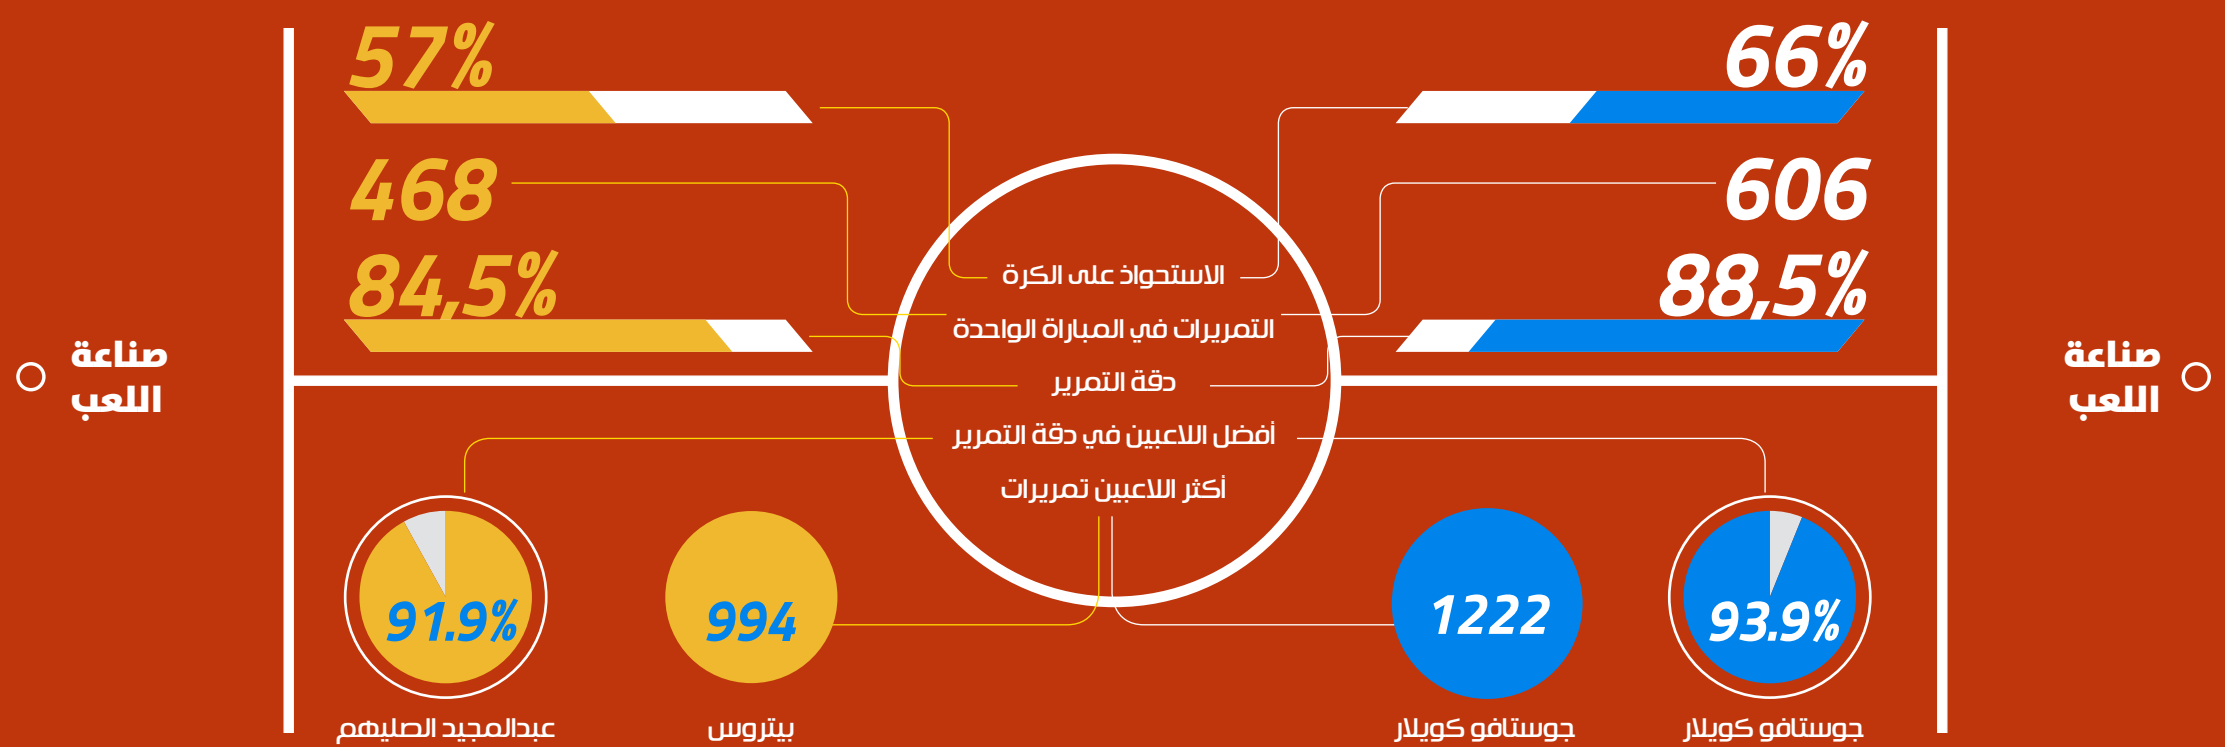 66%
57%
606
468
88,5%
84,5%
صناعة
اللعب
صناعة
اللعب
الاستحواذ على الكرة
التمريرات في المباراة الواحدة
دقة التمرير
أفضل اللاعبين في دقة التمرير
أكثر اللاعبين تمريرات
93.9%
1222
994
91.9%
جوستافو كويلار
جوستافو كويلار
بيتروس
عبدالمجيد الصليهم